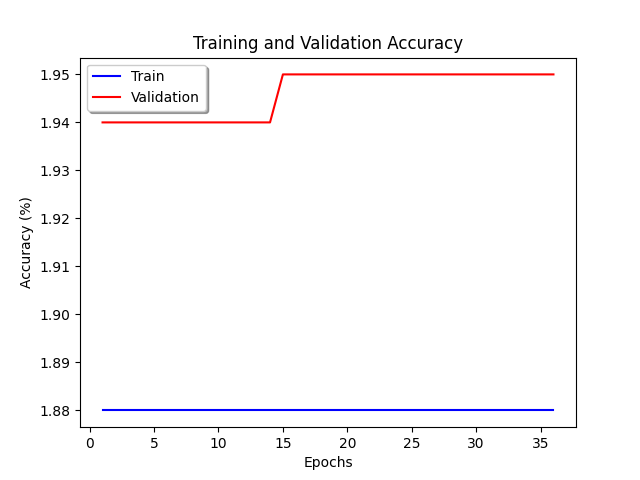 Training and Validation Accuracy
Train
Validation
Accuracy (%)
1.95
1.94
1.93
1.92
1.91
1.90
1.89
1.88
0 5 10 15 20 25 30 35
Epochs